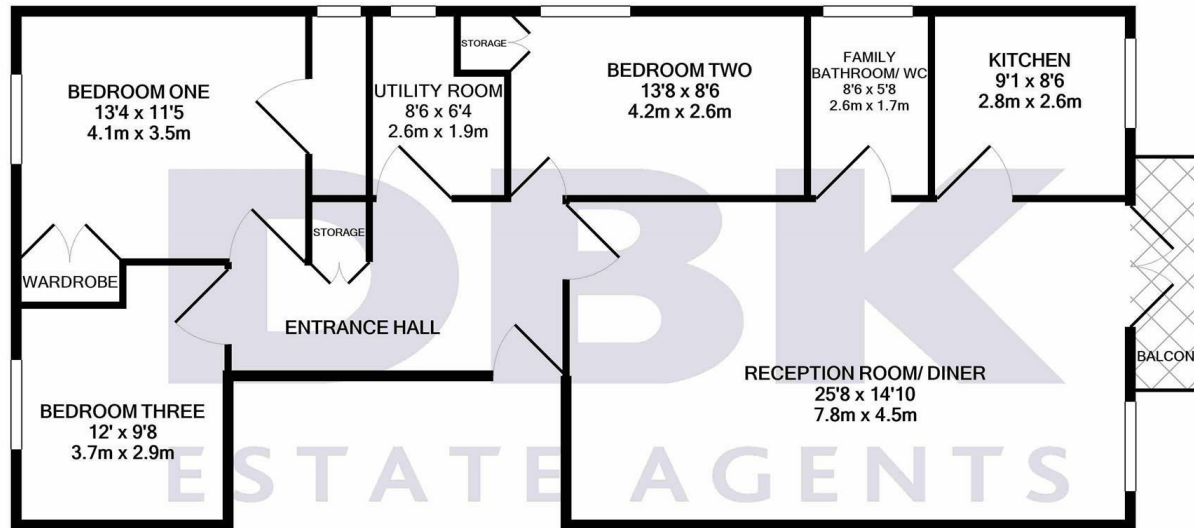 BEDROOM ONE
13'4 x 11'5
4.1m x 3.5m
WARDROBE
BEDROOM THREE
12' x 9'8
3.7m x 2.9m
STORAGE
ENTRANCE HALL
UTILITY ROOM
8'6 x 6'4
2.6m x 1.9m
STORAGE
BEDROOM TWO
13'8 x 8'6
4.2m x 2.6m
FAMILY
BATHROOM/ WC
8'6 x 5'8
2.6m x 1.7m
KITCHEN
9'1 x 8'6
2.8m x 2.6m
RECEPTION ROOM/ DINER
25'8 x 14'10
7.8m x 4.5m
BALCON
DBK
ESTATE AGENTS